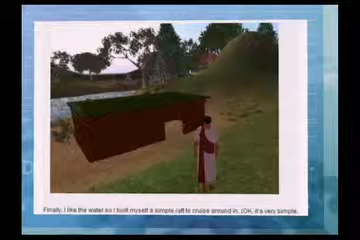 Finally, I like the water so I built myself a simple raft to cruise around in. (OK, it's very simple,